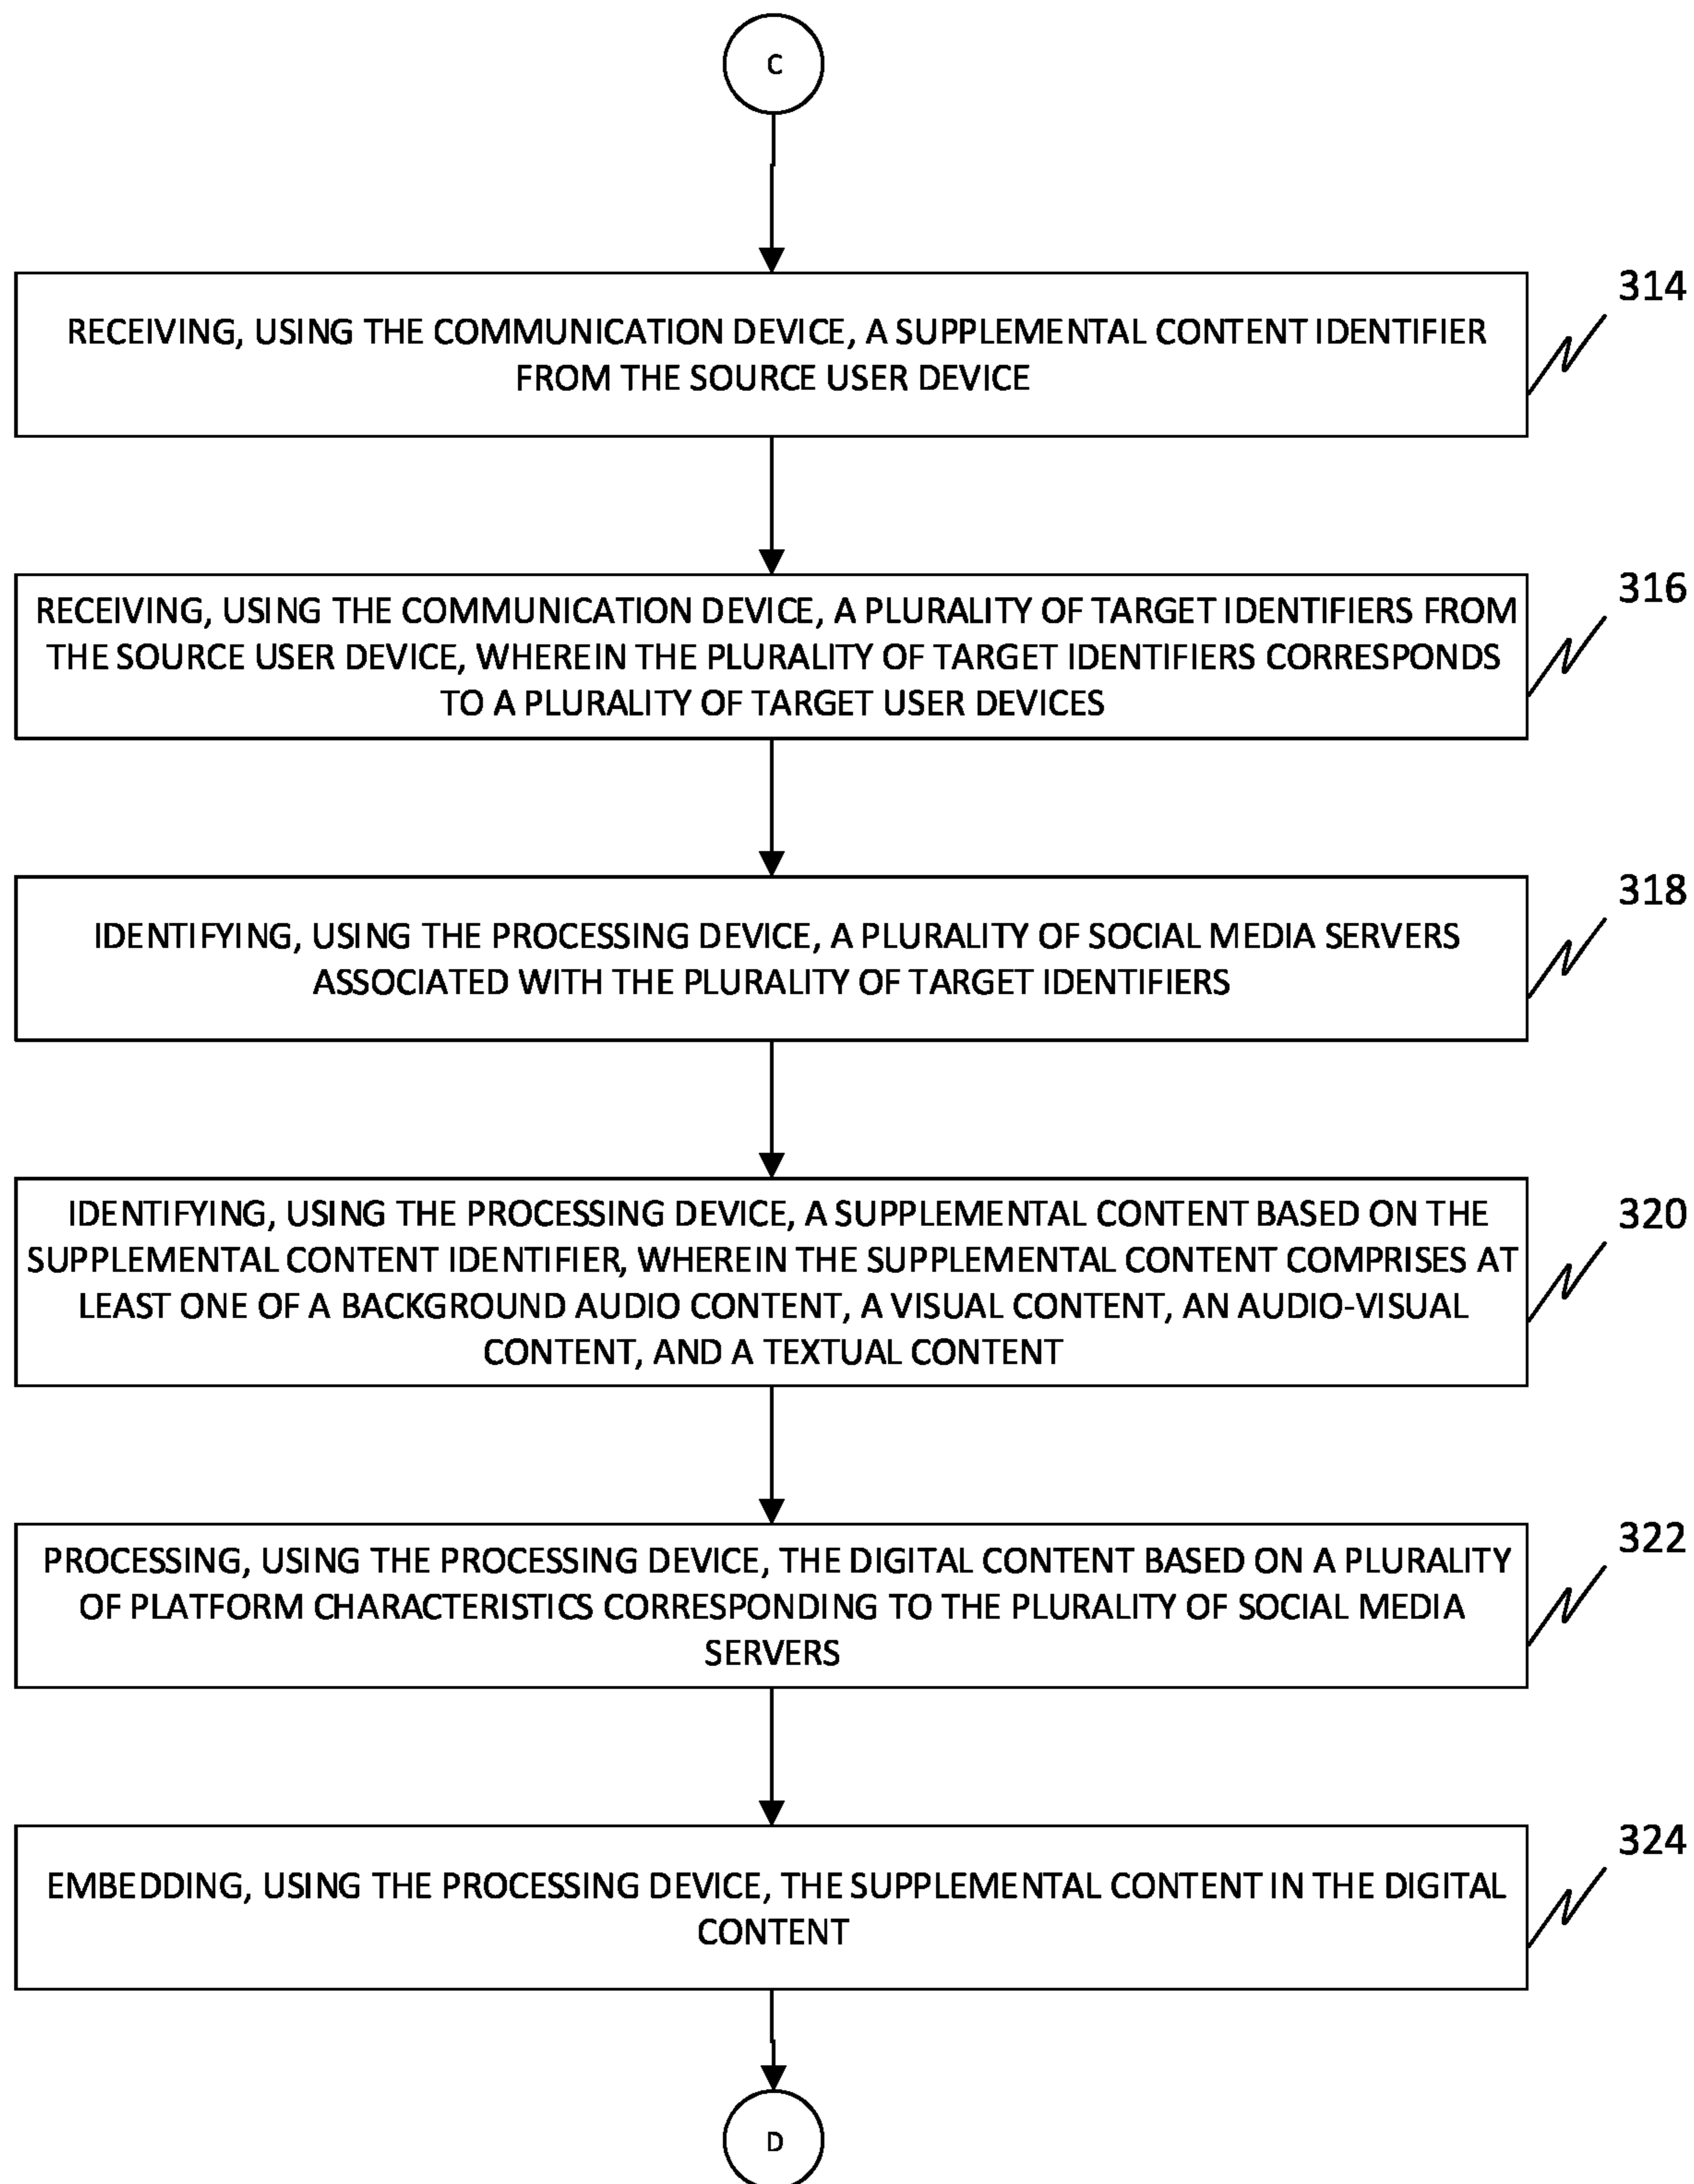 C
314
RECEIVING, USING THE COMMUNICATION DEVICE, A SUPPLEMENTAL CONTENT IDENTIFIER
FROM THE SOURCE USER DEVICE
316
RECEIVING, USING THE COMMUNICATION DEVICE, A PLURALITY OF TARGET IDENTIFIERS FROM
THE SOURCE USER DEVICE, WHEREIN THE PLURALITY OF TARGET IDENTIFIERS CORRESPONDS
TO A PLURALITY OF TARGET USER DEVICES
318
IDENTIFYING, USING THE PROCESSING DEVICE, A PLURALITY OF SOCIAL MEDIA SERVERS
ASSOCIATED WITH THE PLURALITY OF TARGET IDENTIFIERS
320
IDENTIFYING, USING THE PROCESSING DEVICE, A SUPPLEMENTAL CONTENT BASED ON THE
SUPPLEMENTAL CONTENT IDENTIFIER, WHEREIN THE SUPPLEMENTAL CONTENT COMPRISES AT
LEAST ONE OF A BACKGROUND AUDIO CONTENT, A VISUAL CONTENT, AN AUDIO-VISUAL
CONTENT, AND A TEXTUAL CONTENT
322
PROCESSING, USING THE PROCESSING DEVICE, THE DIGITAL CONTENT BASED ON A PLURALITY
OF PLATFORM CHARACTERISTICS CORRESPONDING TO THE PLURALITY OF SOCIAL MEDIA
SERVERS
324
EMBEDDING, USING THE PROCESSING DEVICE, THE SUPPLEMENTAL CONTENT IN THE DIGITAL
CONTENT
D